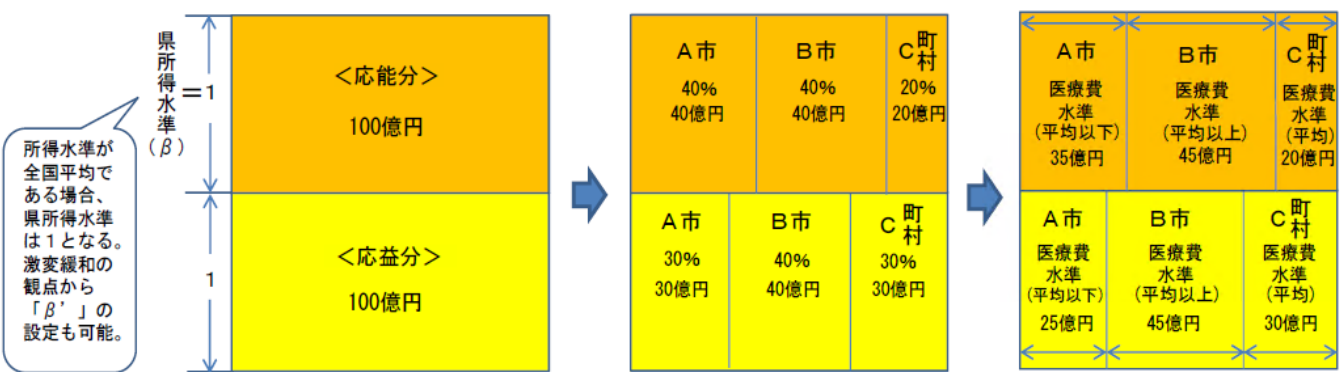 県所得水準(β)
=1
1
所得水準が
全国平均で
ある場合、
県所得水準
は1となる。
激変緩和の
観点から
「β’」の
設定も可能。
<応能分>
100億円
<応益分>
100億円
A市
40%
40億円
B市
40%
40億円
C町村
20%
20億円
A市
30%
30億円
B市
40%
40億円
C町村
30%
30億円
A市
医療費
水準
(平均以下)
35億円
B市
医療費
水準
(平均以上)
45億円
C町村
医療費
水準
(平均)
20億円
A市
医療費
水準
(平均以下)
25億円
B市
医療費
水準
(平均以上)
45億円
C町村
医療費
水準
(平均)
30億円